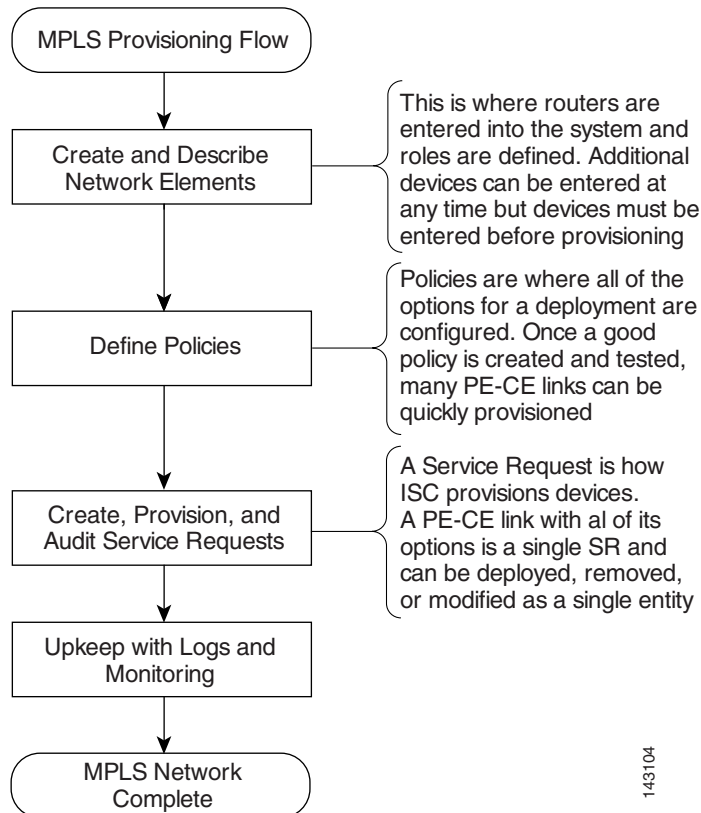 MPLS Provisioning Flow
Create and Describe
Network Elements
This is where routers are
entered into the system and
roles are defined. Additional
devices can be entered at
any time but devices must be
entered before provisioning
Define Policies
Policies are where all of the
options for a deployment are
configured. Once a good
policy is created and tested,
many PE-CE links can be
quickly provisioned
Create, Provision, and
Audit Service Requests
A Service Request is how
ISC provisions devices.
A PE-CE link with al of its
options is a single SR and
can be deployed, removed,
or modified as a single entity
Upkeep with Logs and
Monitoring
MPLS Network
Complete
143104